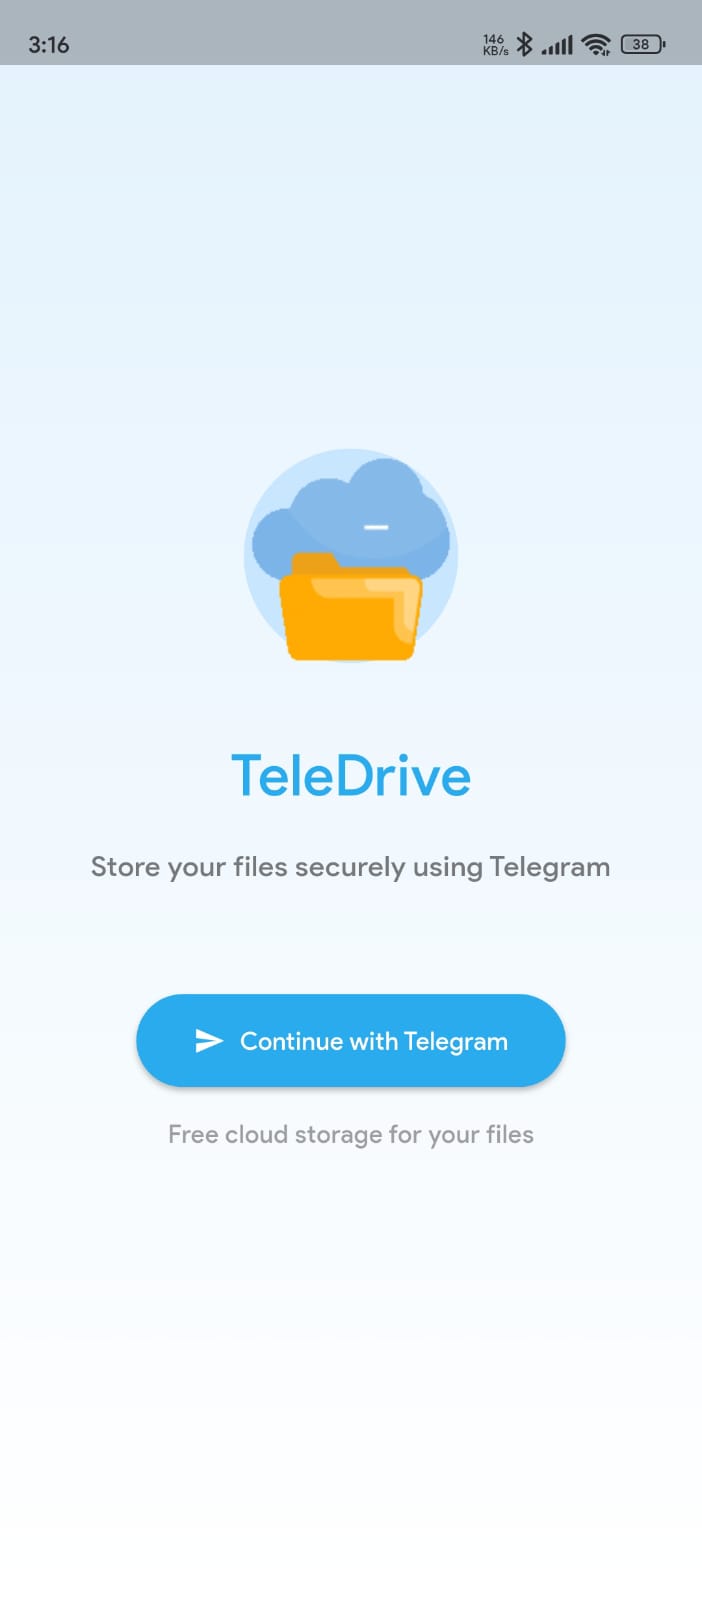 3:16
146
KB/s
38
TeleDrive
Store your files securely using Telegram
Continue with Telegram
Free cloud storage for your files